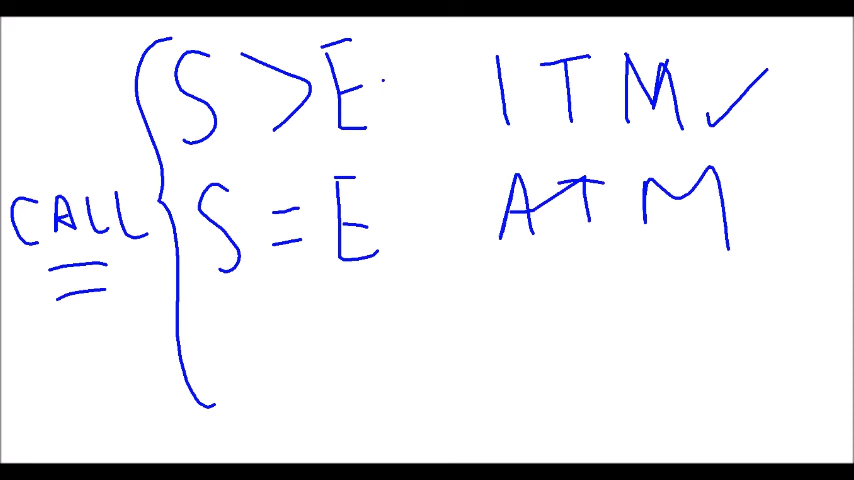 S > E ITM ✓
CALL
S = E ATM